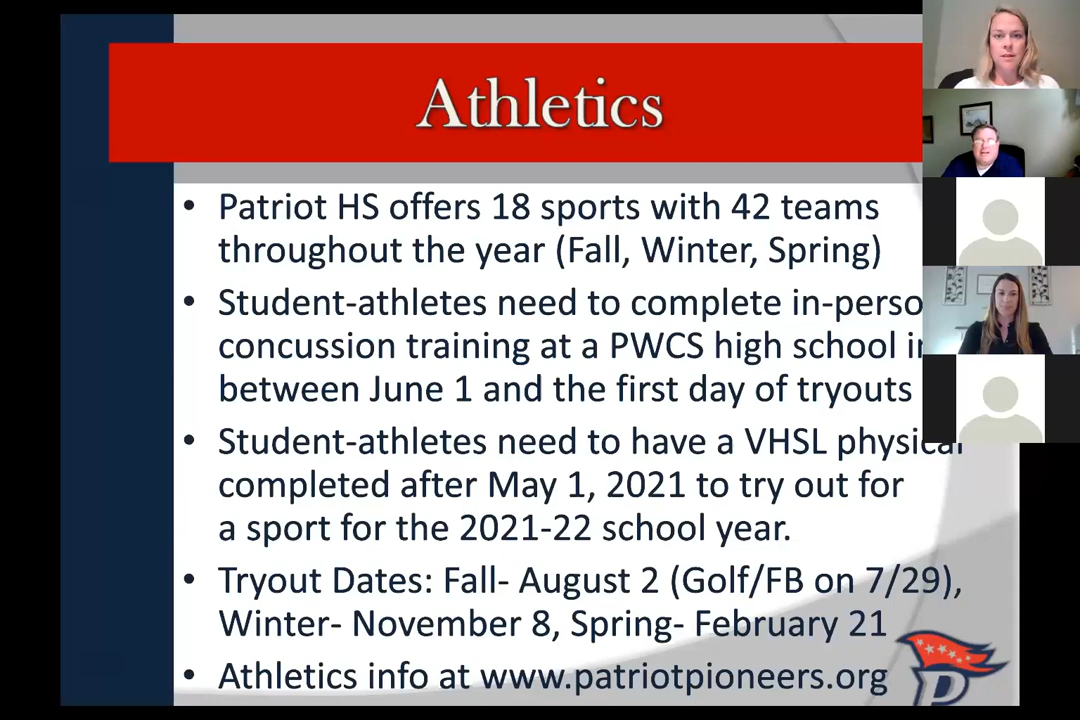 Athletics
• Patriot HS offers 18 sports with 42 teams
throughout the year (Fall, Winter, Spring)
• Student-athletes need to complete in-perso
concussion training at a PWCS high school in
between June 1 and the first day of tryouts
• Student-athletes need to have a VHSL physical
completed after May 1, 2021 to try out for
a sport for the 2021-22 school year.
• Tryout Dates: Fall- August 2 (Golf/FB on 7/29),
Winter- November 8, Spring- February 21
• Athletics info at www.patriotpioneers.org